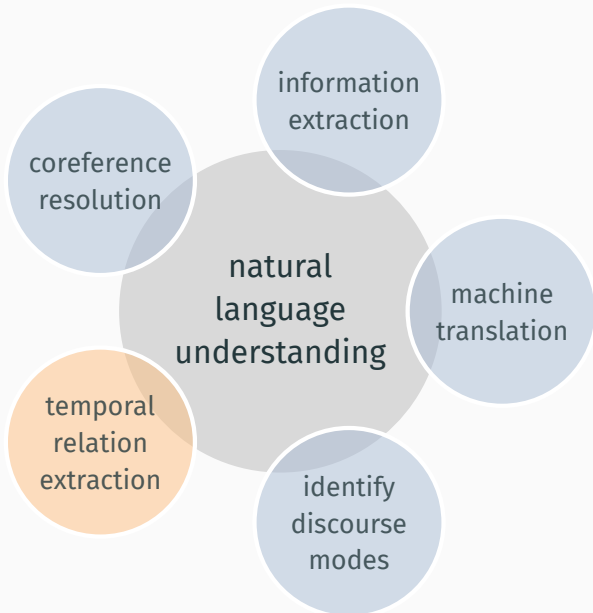 information
extraction
coreference
resolution
natural
language
understanding
machine
translation
temporal
relation
extraction
identify
discourse
modes